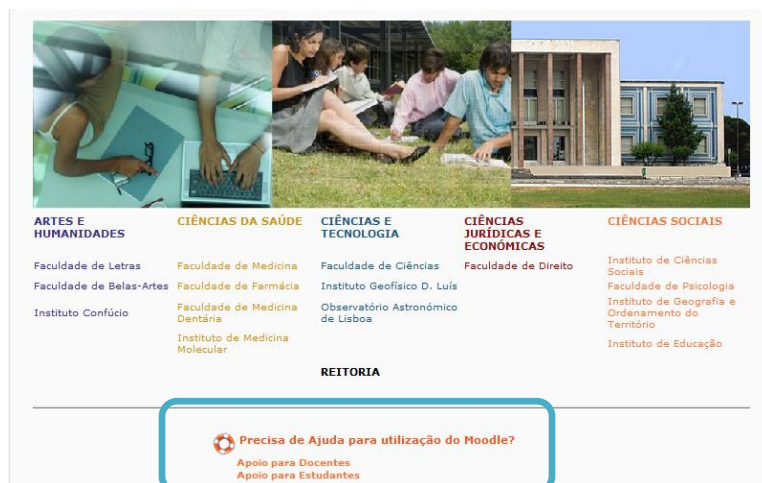 ARTES E
HUMANIDADES
Faculdade de Letras
Faculdade de Belas-Artes
Instituto Confúcio
CIÊNCIAS DA SAÚDE
Faculdade de Medicina
Faculdade de Farmácia
Faculdade de Medicina
Dentária
Instituto de Medicina
Molecular
CIÊNCIAS E
TECNOLOGIA
Faculdade de Ciências
Instituto Geofísico D. Luís
Observatório Astronómico
de Lisboa
CIÊNCIAS
JURÍDICAS E
ECONÓMICAS
Faculdade de Direito
CIÊNCIAS SOCIAIS
Instituto de Ciências
Sociais
Faculdade de Psicologia
Instituto de Geografia e
Ordenamento do
Território
Instituto de Educação
REITORIA
Precisa de Ajuda para utilização do Moodle?
Apoio para Docentes
Apoio para Estudantes